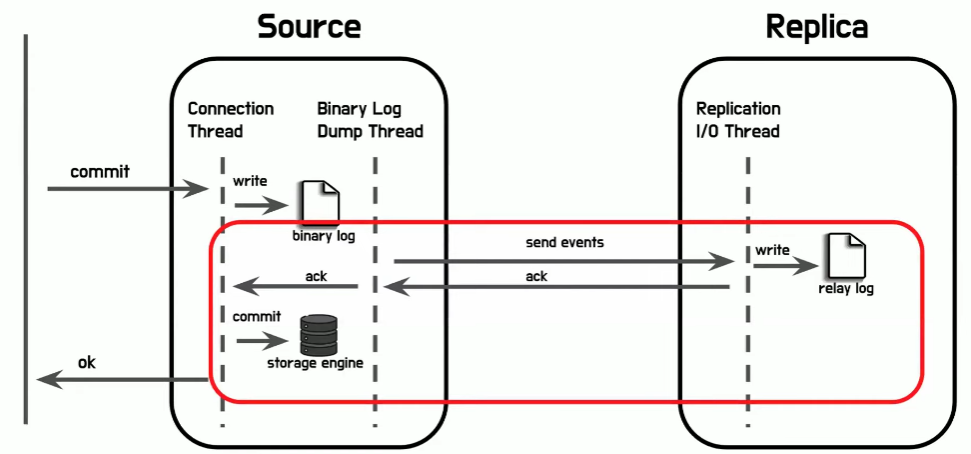 Source
Replica
Connection
Thread
Binary Log
Dump Thread
Replication
I/O Thread
commit
write
binary log
send events
write
relay log
ack
ack
commit
storage engine
ok